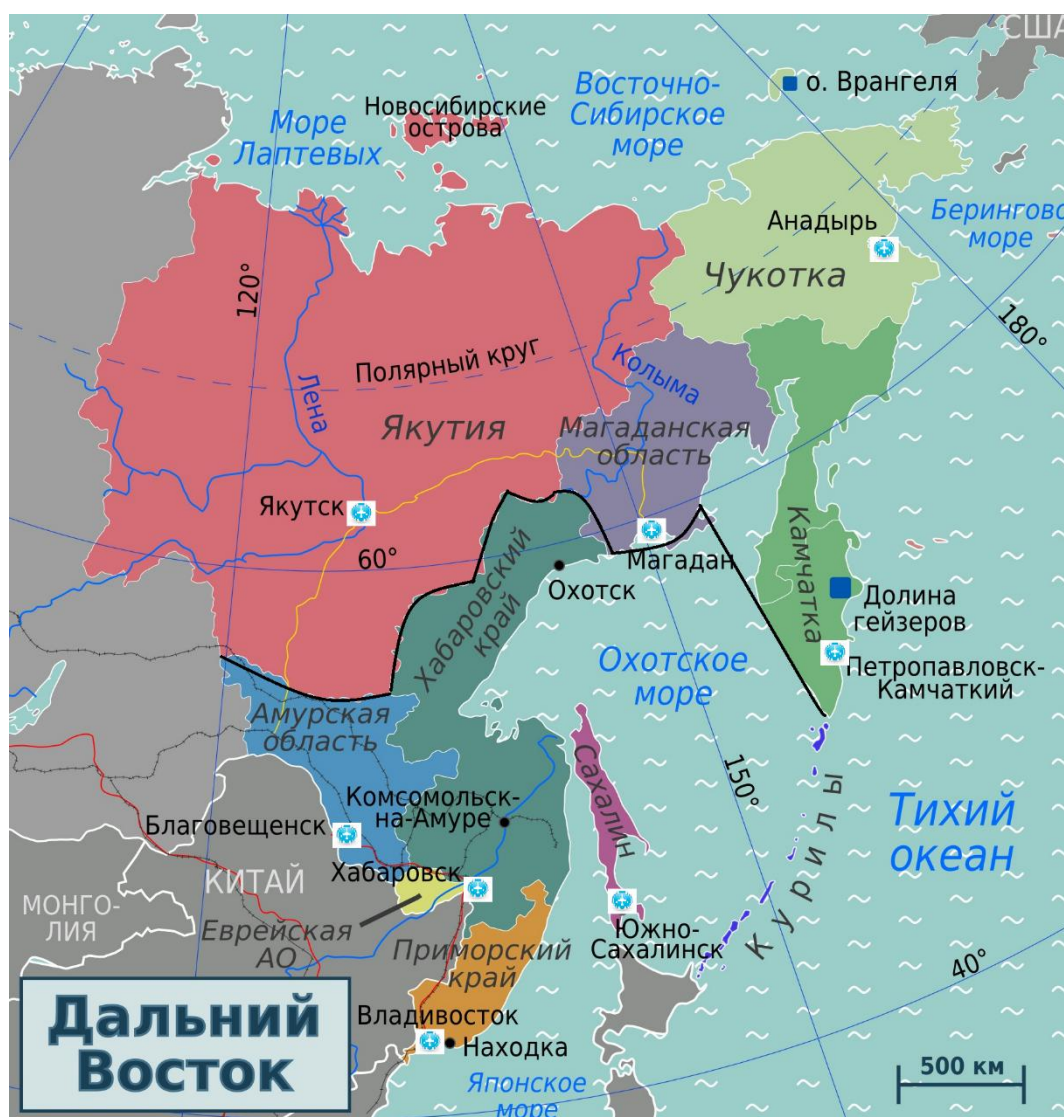 США
о. Врангеля
Восточно-
Сибирское
море
Новосибирские
острова
Море
Лаптевых
Берингово
море
Анадырь
Чукотка
120°
180°
Полярный круг
Лена
Колыма
Якутия
Магаданская
область
Якутск
60°
Магадан
Охотск
Хабаровский
край
Камчатка
Долина
гейзеров
Охотское
море
Петропавловск-
Камчаткий
Амурская
область
Сахалин
150°
Комсомольск-
на-Амуре
Благовещенск
Тихий
океан
Курилы
Хабаровск
КИТАЙ
МОНГО-
ЛИЯ
Еврейская
АО
Приморский
край
Южно-
Сахалинск
40°
Дальний
Восток
Владивосток
Находка
Японское
море
500 км